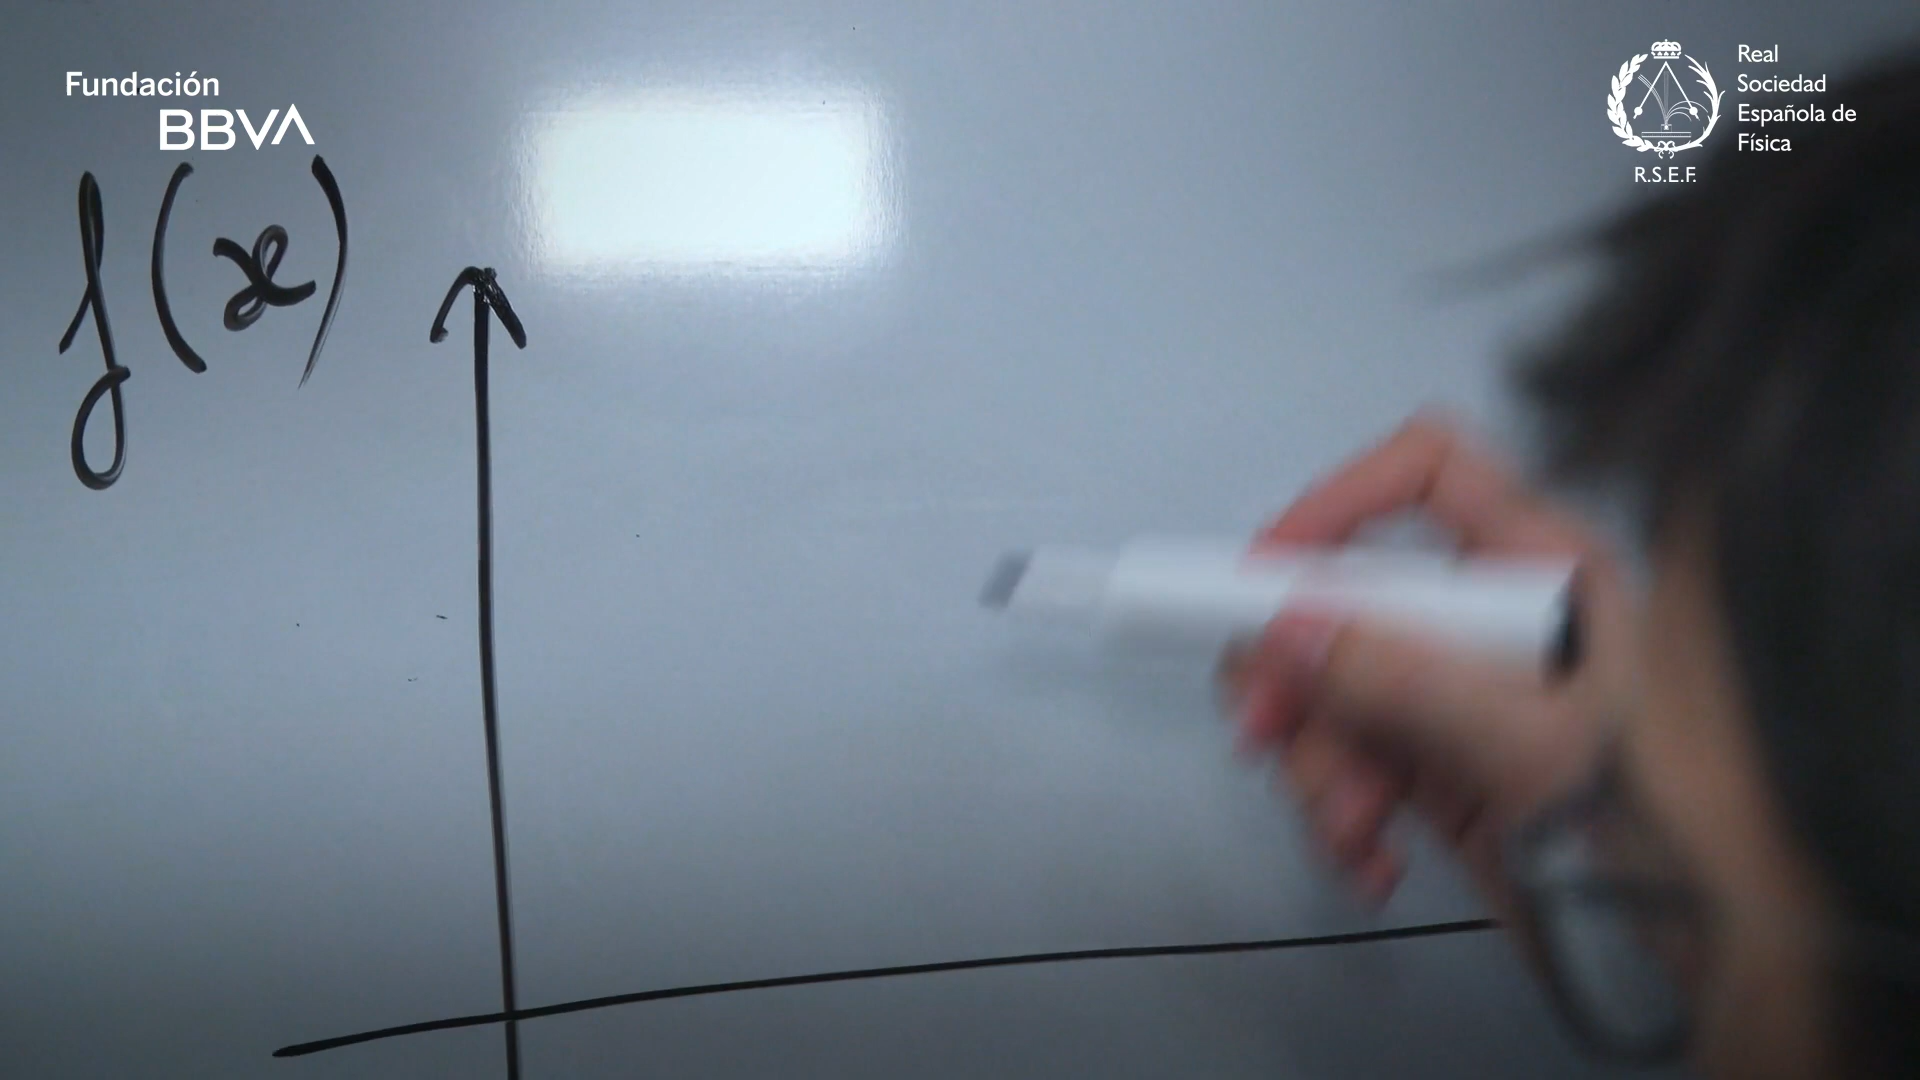 Fundación
BBVA
Real
Sociedad
Española de
Física
R.S.E.F.
f(x)